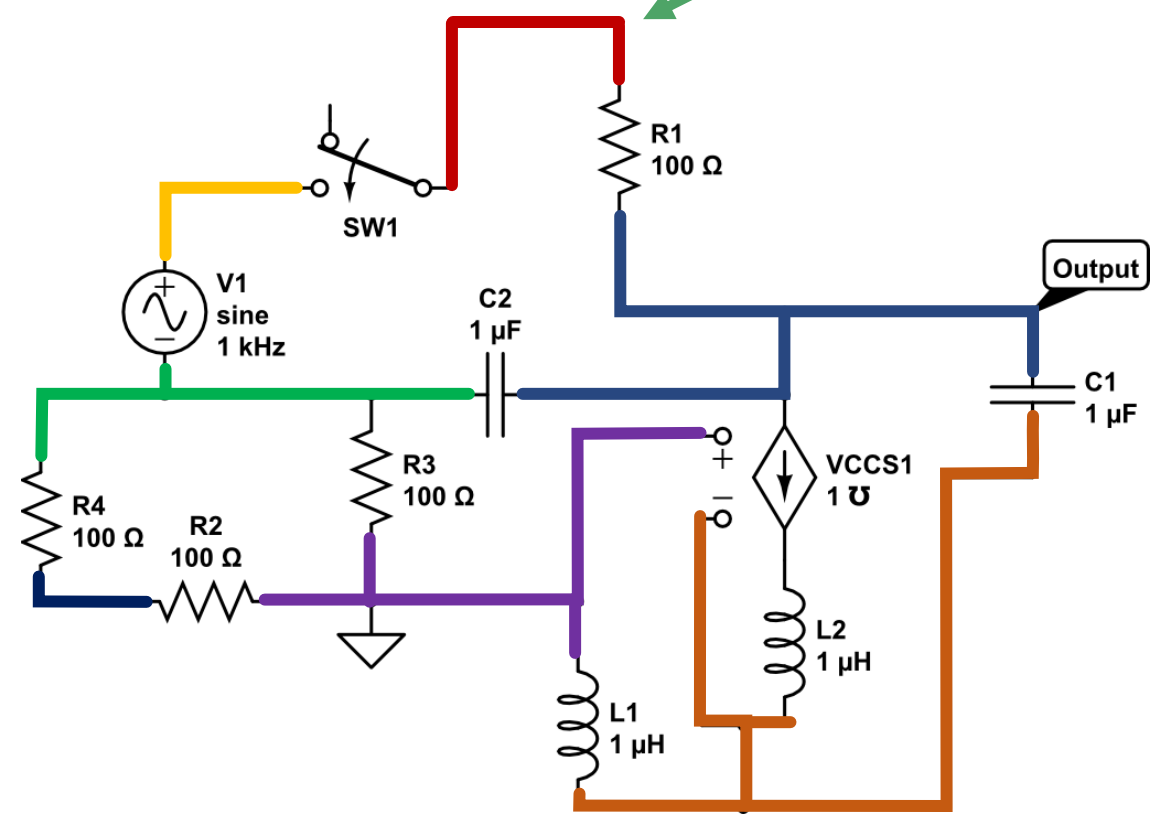 R1
100 Ω
SW1
Output
+
V1
sine
1 kHz
−
C2
1 µF
C1
1 µF
+
−
VCCS1
1 ℧
R3
100 Ω
R4
100 Ω
R2
100 Ω
L2
1 µH
L1
1 µH